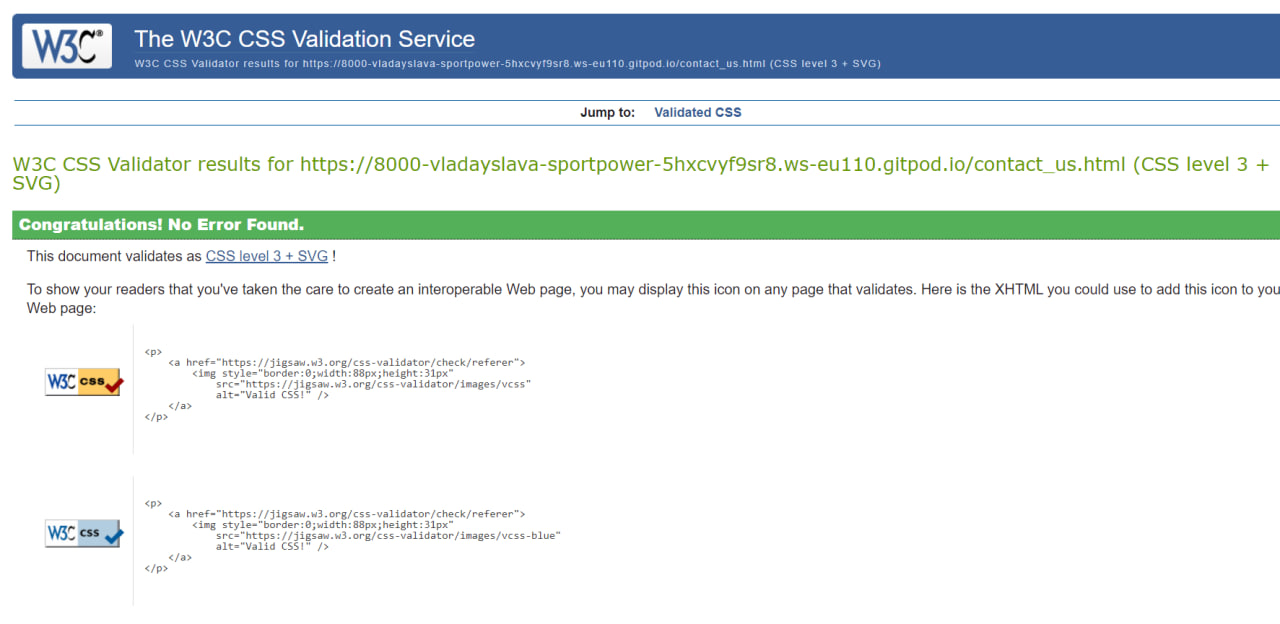 W3C®
The W3C CSS Validation Service
W3C CSS Validator results for https://8000-vladayslava-sportpower-5hxcvyf9sr8.ws-eu110.gitpod.io/contact_us.html (CSS level 3 + SVG)
Jump to: Validated CSS
W3C CSS Validator results for https://8000-vladayslava-sportpower-5hxcvyf9sr8.ws-eu110.gitpod.io/contact_us.html (CSS level 3 +
SVG)
Congratulations! No Error Found.
This document validates as CSS level 3 + SVG !
To show your readers that you've taken the care to create an interoperable Web page, you may display this icon on any page that validates. Here is the XHTML you could use to add this icon to you
Web page:
<p>
<a href="https://jigsaw.w3.org/css-validator/check/referer">
<img style="border:0;width:88px;height:31px"
src="https://jigsaw.w3.org/css-validator/images/vcss"
alt="Valid CSS!" />
</a>
</p>
W3C css
<p>
<a href="https://jigsaw.w3.org/css-validator/check/referer">
<img style="border:0;width:88px;height:31px"
src="https://jigsaw.w3.org/css-validator/images/vcss-blue"
alt="Valid CSS!" />
</a>
</p>
W3C css